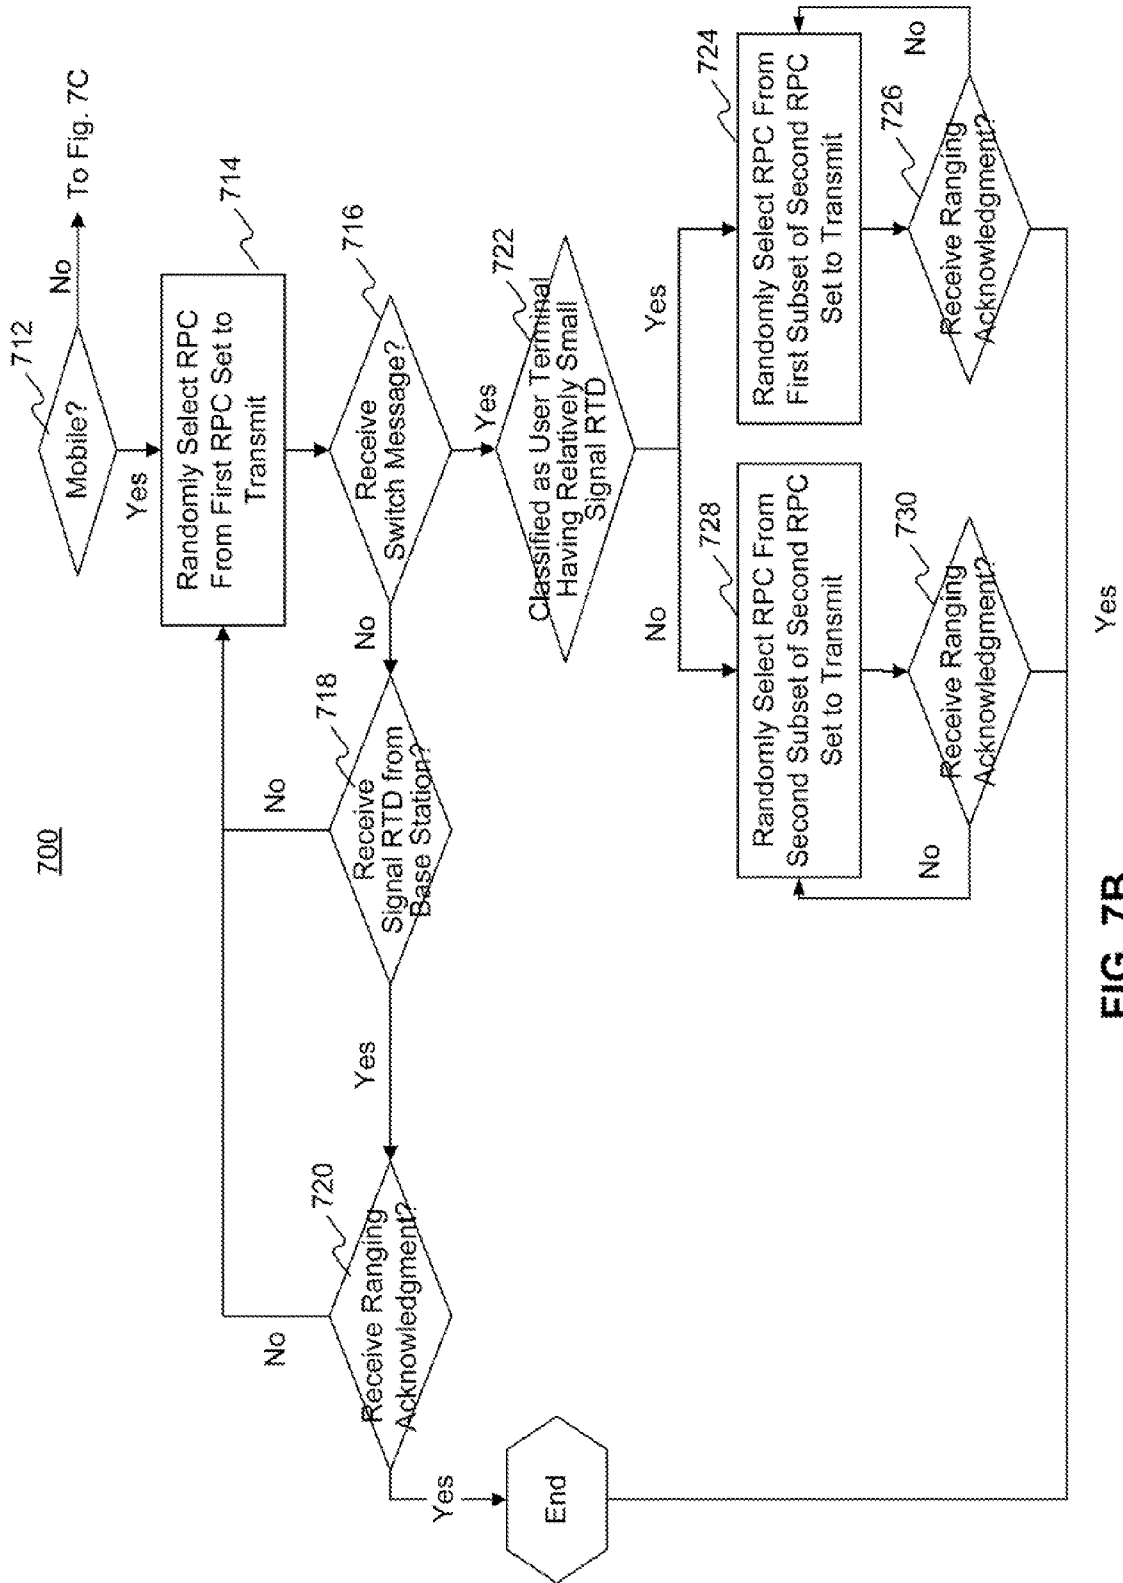 700
712
Mobile?
No
To Fig. 7C
Yes
714
Randomly Select RPC
From First RPC Set to
Transmit
716
Receive
Switch Message?
No
Yes
718
Receive
Signal RTD from
Base Station?
No
Yes
720
Receive Ranging
Acknowledgment?
No
Yes
End
722
Classified as User Terminal
Having Relatively Small
Signal RTD
No
Yes
728
Randomly Select RPC From
Second Subset of Second RPC
Set to Transmit
730
Receive Ranging
Acknowledgment?
No
724
Randomly Select RPC From
First Subset of Second RPC
Set to Transmit
726
Receive Ranging
Acknowledgment?
No
Yes
FIG. 7B